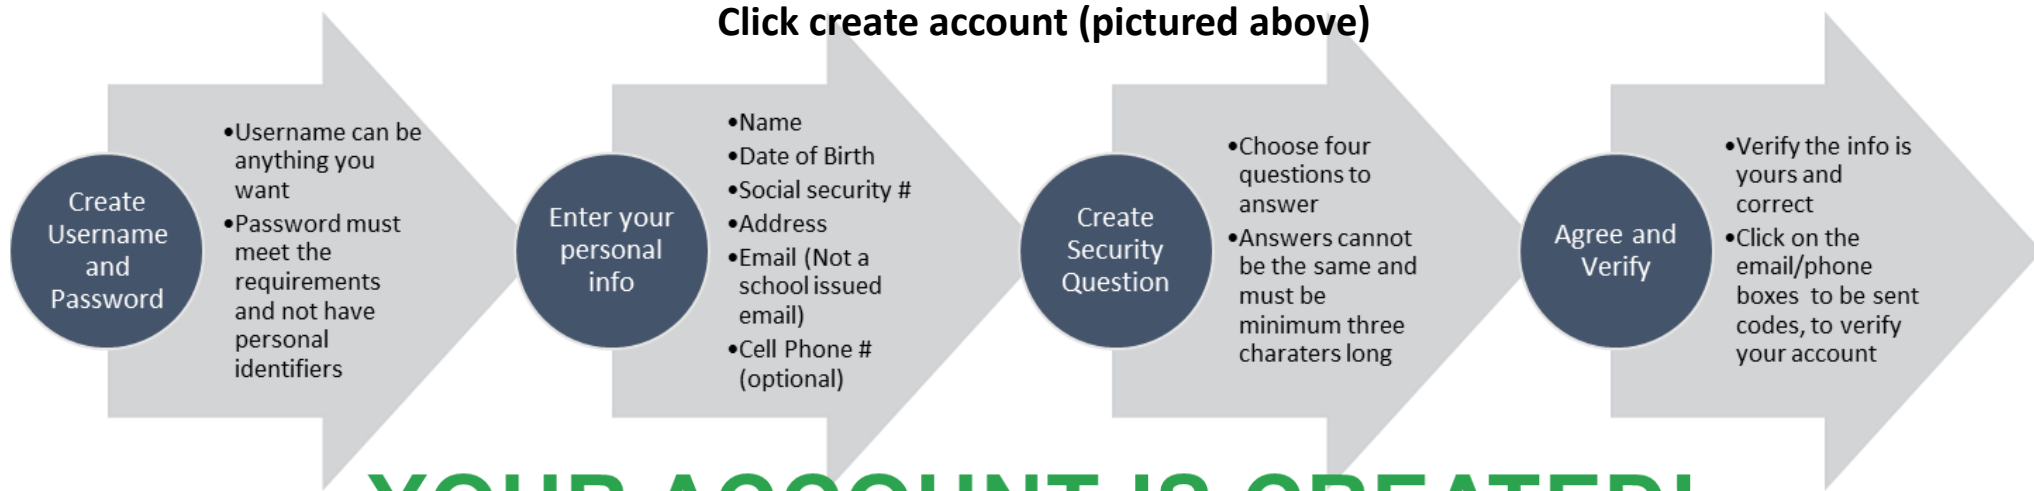 Click create account (pictured above)
Create
Username
and
Password
•Username can be
anything you
want
•Password must
meet the
requirements
and not have
personal
identifiers
Enter your
personal
info
•Name
•Date of Birth
•Social security #
•Address
•Email (Not a
school issued
email)
•Cell Phone #
(optional)
Create
Security
Question
•Choose four
questions to
answer
•Answers cannot
be the same and
must be
minimum three
charaters long
Agree and
Verify
•Verify the info is
yours and
correct
•Click on the
email/phone
boxes to be sent
codes, to verify
your account
YOUR ACCOUNT IS CREATED!